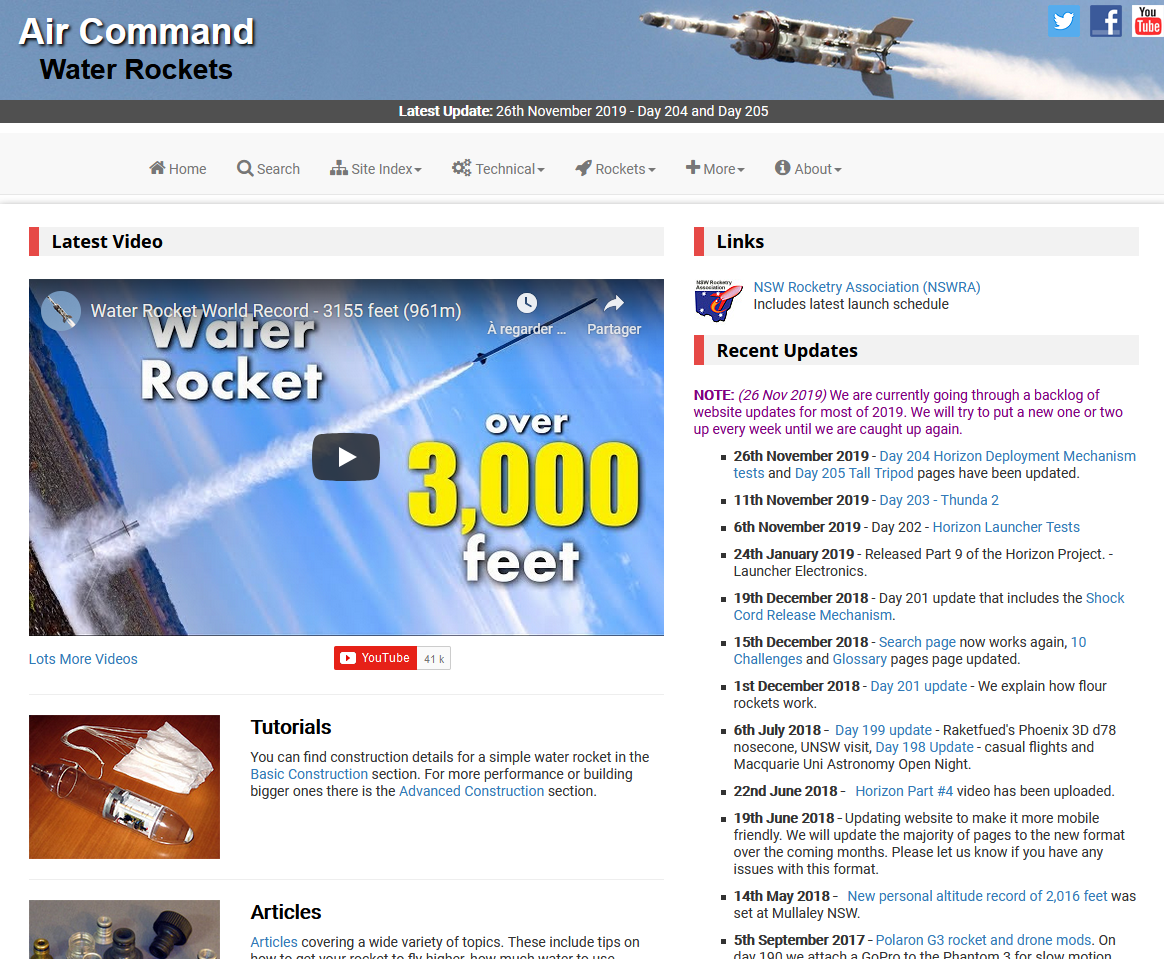 Air Command
Water Rockets
You
Tube
Latest Update: 26th November 2019 - Day 204 and Day 205
Home Search Site Index Technical Rockets More About
Latest Video
Water Rocket World Record - 3155 feet (961m)
À regarder ... Partager
Water
Rocket
over
3,000
feet
Lots More Videos
YouTube 41 k
Tutorials
You can find construction details for a simple water rocket in the
Basic Construction section. For more performance or building
bigger ones there is the Advanced Construction section.
Articles
Articles covering a wide variety of topics. These include tips on
how to get your rocket to fly higher, how much water to use
Links
NSW Rocketry
Association
NSW Rocketry Association (NSWRA)
Includes latest launch schedule
Recent Updates
NOTE: (26 Nov 2019) We are currently going through a backlog of
website updates for most of 2019. We will try to put a new one or two
up every week until we are caught up again.
26th November 2019 - Day 204 Horizon Deployment Mechanism
tests and Day 205 Tall Tripod pages have been updated.
11th November 2019 - Day 203 - Thunda 2
6th November 2019 - Day 202 - Horizon Launcher Tests
24th January 2019 - Released Part 9 of the Horizon Project. -
Launcher Electronics.
19th December 2018 - Day 201 update that includes the Shock
Cord Release Mechanism.
15th December 2018 - Search page now works again, 10
Challenges and Glossary pages page updated.
1st December 2018 - Day 201 update - We explain how flour
rockets work.
6th July 2018 - Day 199 update - Raketfued's Phoenix 3D d78
nosecone, UNSW visit, Day 198 Update - casual flights and
Macquarie Uni Astronomy Open Night.
22nd June 2018 - Horizon Part #4 video has been uploaded.
19th June 2018 - Updating website to make it more mobile
friendly. We will update the majority of pages to the new format
over the coming months. Please let us know if you have any
issues with this format.
14th May 2018 - New personal altitude record of 2,016 feet was
set at Mullaley NSW.
5th September 2017 - Polaron G3 rocket and drone mods. On
day 190 we attach a GoPro to the Phantom 3 for slow motion